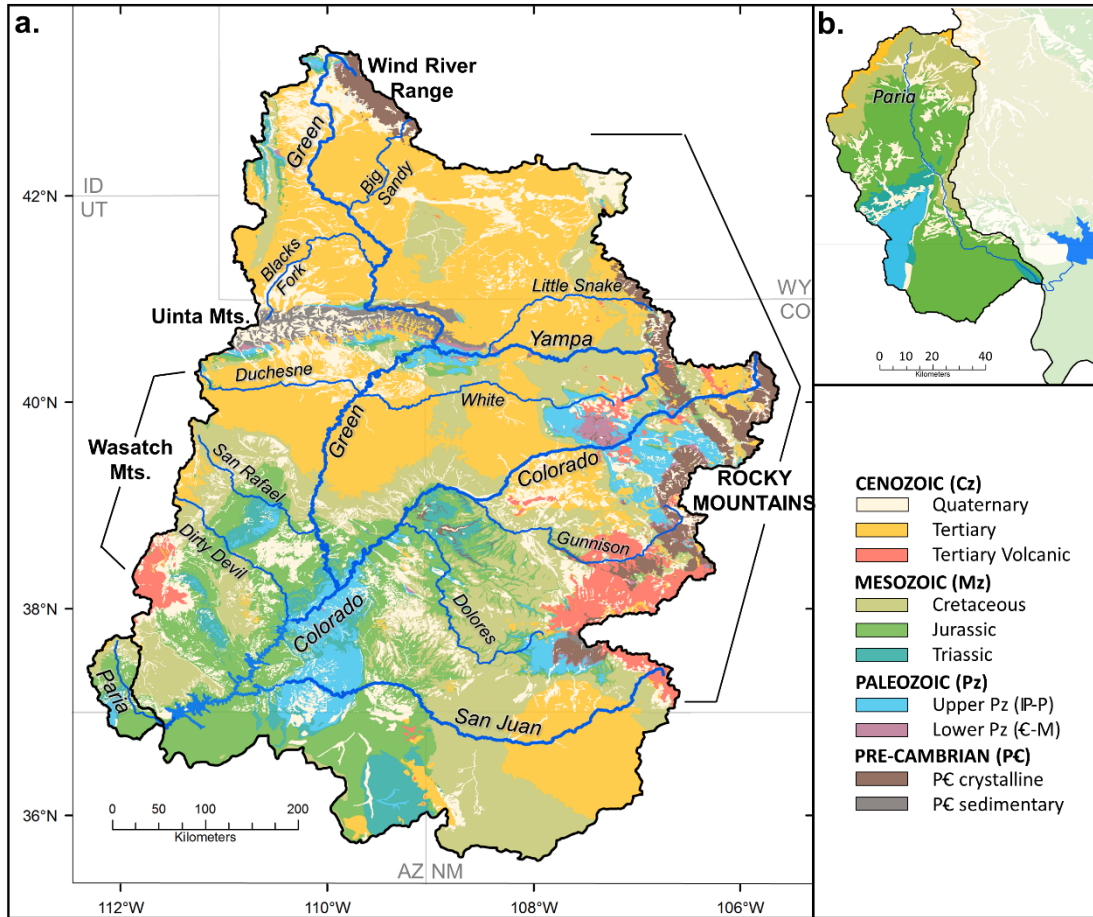 a.
Wind River
Range
Green
Big
Sandy
42°N
ID
UT
Blacks
Fork
Little Snake
WY
CO
Uinta Mts.
Yampa
Duchesne
40°N
White
Green
Wasatch
Mts.
San Rafael
Colorado
ROCKY
MOUNTAINS
Dirty Devil
Gunnison
38°N
Colorado
Dolores
Paria
San Juan
36°N
0 50 100 200
Kilometers
AZ NM
112°W 110°W 108°W 106°W
b.
Paria
0 10 20 40
Kilometers
CENOZOIC (Cz)
Quaternary
Tertiary
Tertiary Volcanic
MESOZOIC (Mz)
Cretaceous
Jurassic
Triassic
PALEOZOIC (Pz)
Upper Pz (IP-P)
Lower Pz (Є-M)
PRE-CAMBRIAN (PЄ)
PЄ crystalline
PЄ sedimentary